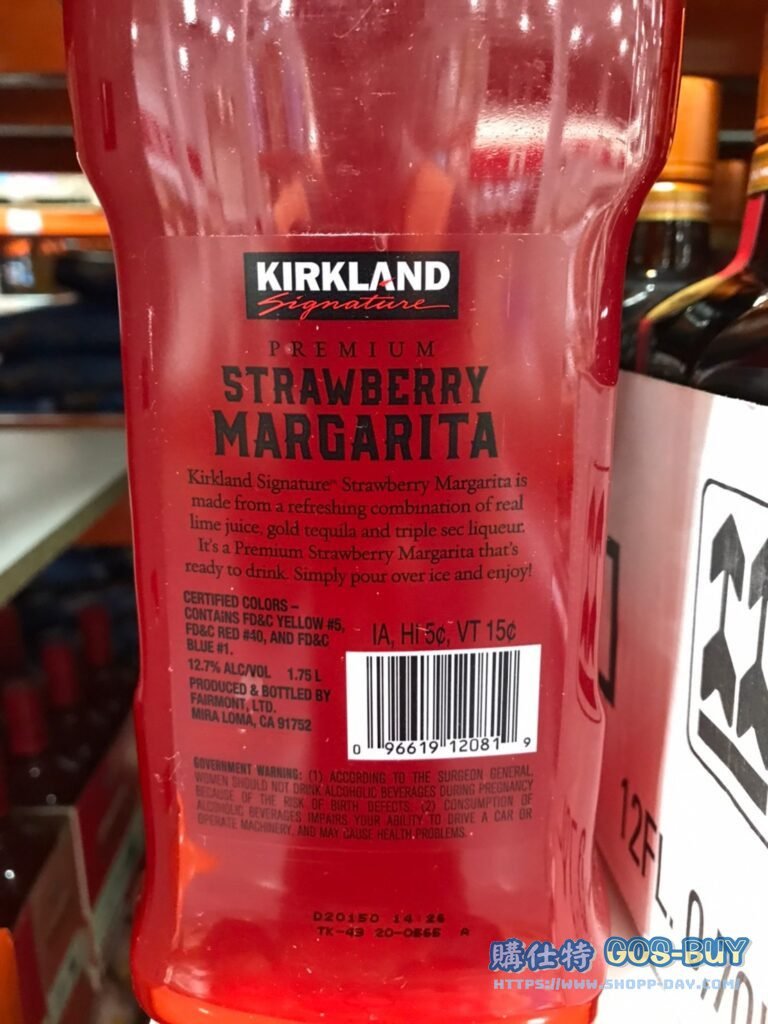 KIRKLAND
Signature
PREMIUM
STRAWBERRY
MARGARITA
Kirkland Signature™ Strawberry Margarita is
made from a refreshing combination of real
lime juice, gold tequila and triple sec liqueur.
It's a Premium Strawberry Margarita that's
ready to drink. Simply pour over ice and enjoy!
CERTIFIED COLORS –
CONTAINS FD&C YELLOW #5,
FD&C RED #40, AND FD&C
BLUE #1.
12.7% ALC/VOL 1.75 L
PRODUCED & BOTTLED BY
FAIRMONT, LTD.
MIRA LOMA, CA 91752
IA, HI 5¢, VT 15¢
0 96619 12081 9
GOVERNMENT WARNING: (1) ACCORDING TO THE SURGEON GENERAL,
WOMEN SHOULD NOT DRINK ALCOHOLIC BEVERAGES DURING PREGNANCY
BECAUSE OF THE RISK OF BIRTH DEFECTS. (2) CONSUMPTION OF
ALCOHOLIC BEVERAGES IMPAIRS YOUR ABILITY TO DRIVE A CAR OR
OPERATE MACHINERY, AND MAY CAUSE HEALTH PROBLEMS.
D20150 14:26
TK-43 20-0565 A
12FL.
購仕特 GOS-BUY
HTTPS://WWW.SHOPP-DAY.COM/